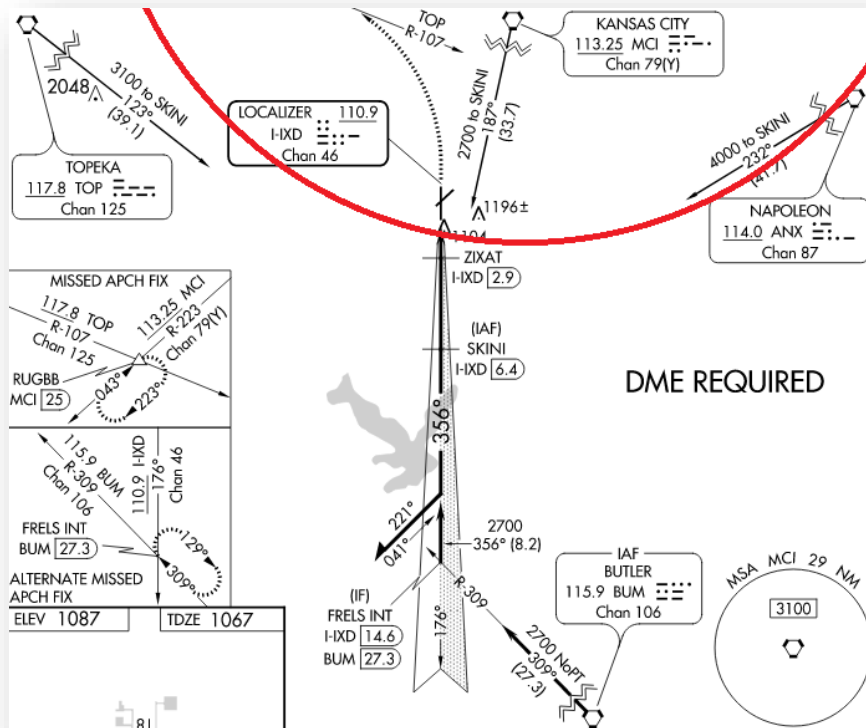 TOP
R-107
KANSAS CITY
113.25 MCI
Chan 79(Y)
3100 to SKINI
123°
(39.1)
2048
LOCALIZER 110.9
I-IXD
Chan 46
2700 to SKINI
187°
(33.7)
4000 to SKINI
232°
(41.7)
TOPEKA
117.8 TOP
Chan 125
1196±
1104
NAPOLEON
114.0 ANX
Chan 87
ZIXAT
I-IXD 2.9
MISSED APCH FIX
117.8 TOP
R-107
Chan 125
113.25 MCI
R-223
Chan 79(Y)
RUGBB
MCI 25
043°
223°
(IAF)
SKINI
I-IXD 6.4
DME REQUIRED
356°
115.9 BUM
R-309
Chan 106
110.9 I-IXD
176°
Chan 46
FRELS INT
BUM 27.3
129°
309°
ALTERNATE MISSED
APCH FIX
221°
041°
2700
356° (8.2)
R-309
(IF)
FRELS INT
I-IXD 14.6
BUM 27.3
176°
2700 NoPT
309°
(27.3)
IAF
BUTLER
115.9 BUM
Chan 106
MSA MCI 29 NM
3100
ELEV 1087
TDZE 1067